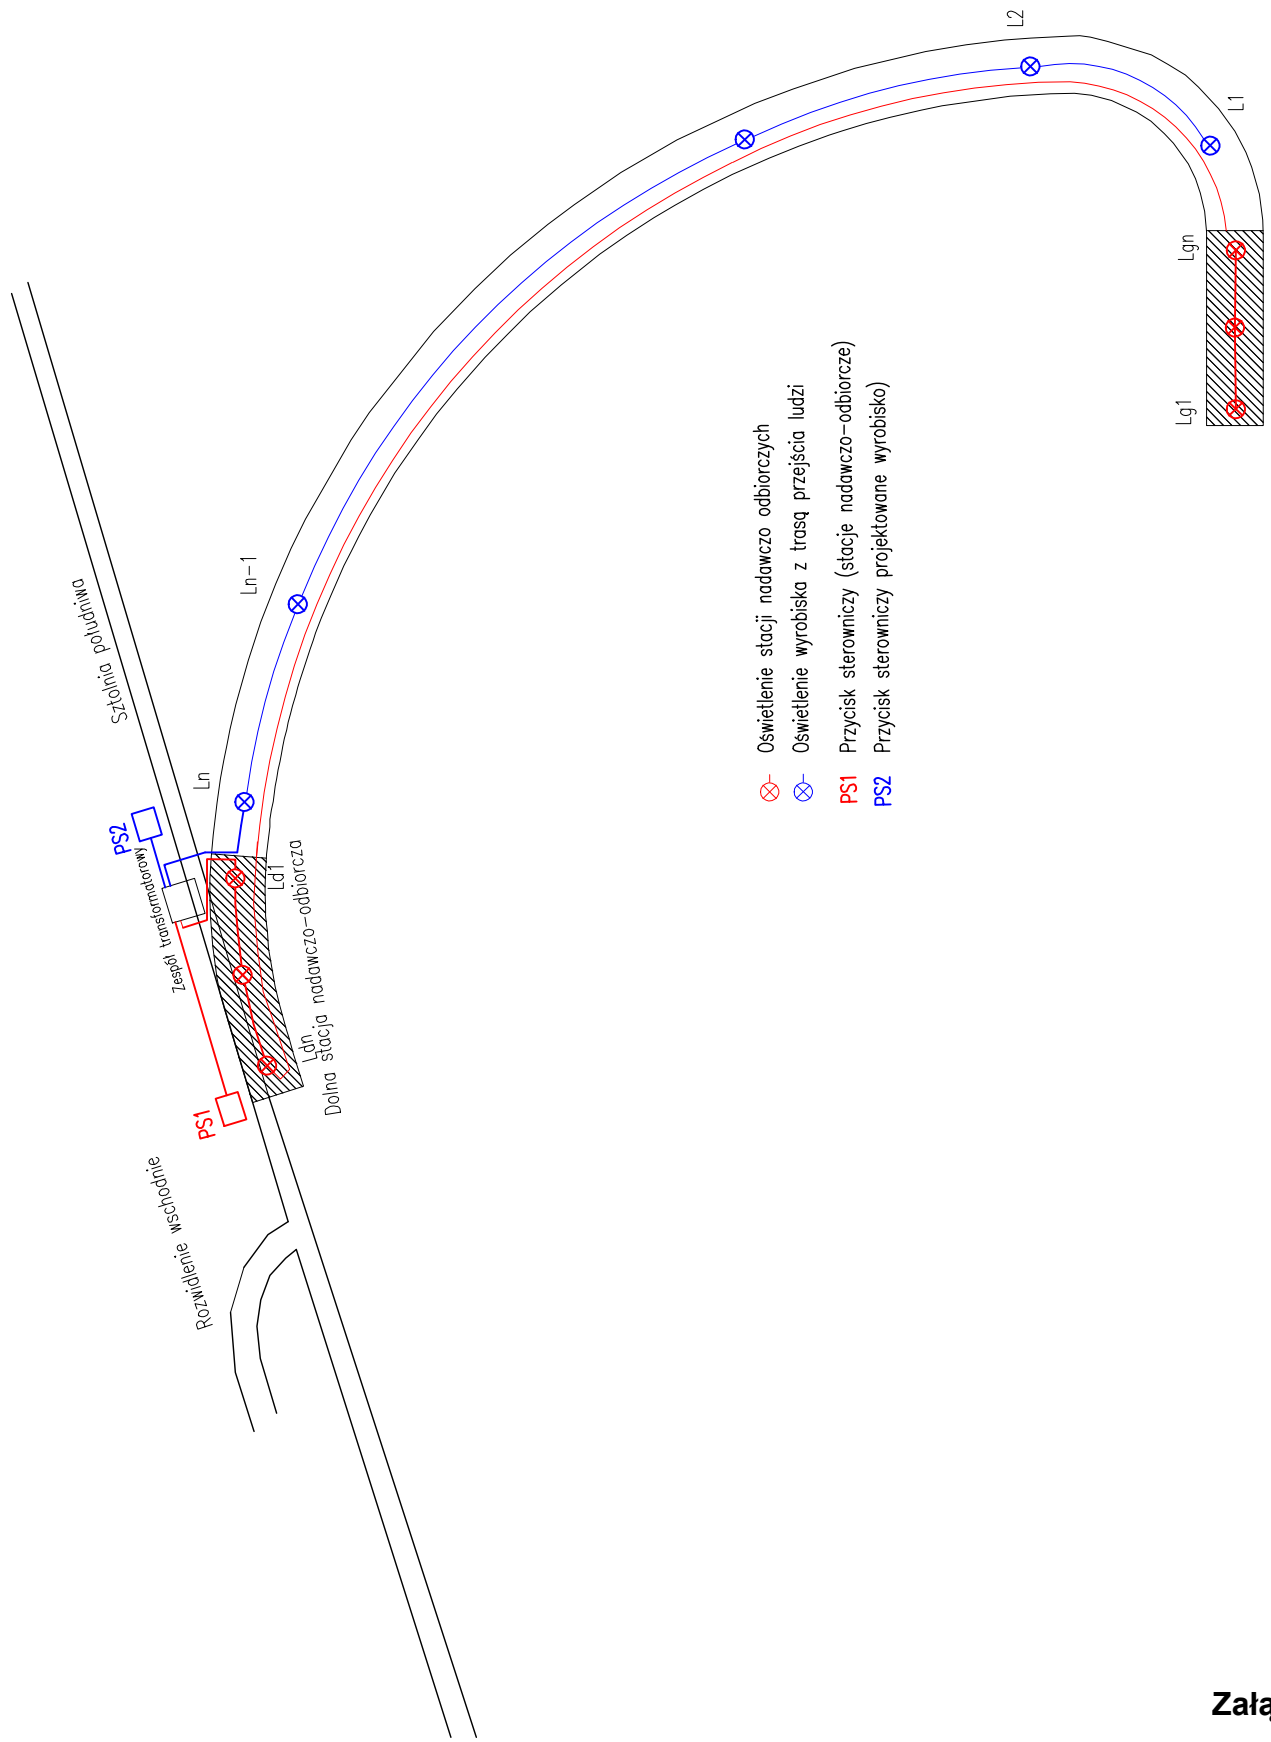 L2
L1
Lgn
Lg1
Ln-1
Ln
Sztolnia południwa
PS2
Zespół transformatorowy
Ld1
Ldn
Dolna stacja nadawczo-odbiorcza
PS1
Rozwidlenie wschodnie
Oświetlenie stacji nadawczo odbiorczych
Oświetlenie wyrobiska z trasą przejścia ludzi
PS1 Przycisk sterowniczy (stacje nadawczo-odbiorcze)
PS2 Przycisk sterowniczy projektowane wyrobisko)
Załą